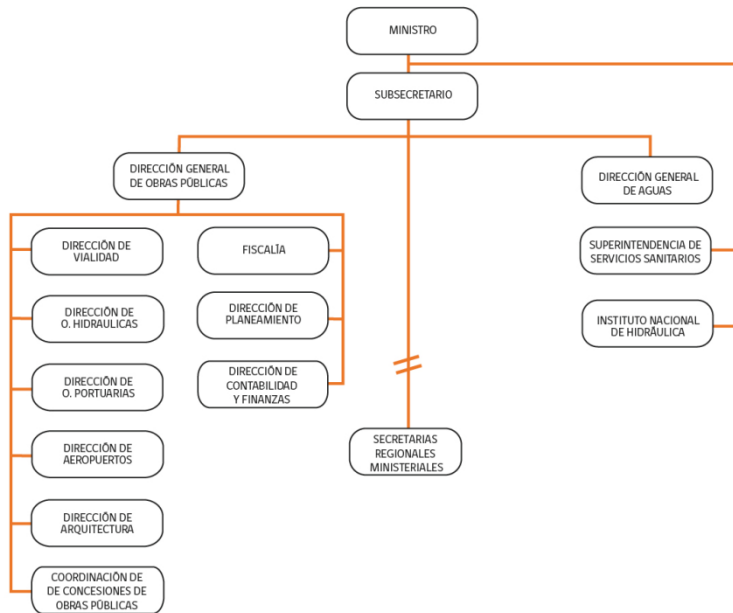 MINISTRO
SUBSECRETARIO
DIRECCIÓN GENERAL
DE OBRAS PÚBLICAS
DIRECCIÓN GENERAL
DE AGUAS
DIRECCIÓN DE
VIALIDAD
FISCALÍA
SUPERINTENDENCIA DE
SERVICIOS SANITARIOS
DIRECCIÓN DE
O. HIDRAULICAS
DIRECCIÓN DE
PLANEAMIENTO
INSTITUTO NACIONAL
DE HIDRÁULICA
DIRECCIÓN DE
O. PORTUARIAS
DIRECCIÓN DE
CONTABILIDAD
Y FINANZAS
DIRECCIÓN DE
AEROPUERTOS
SECRETARIAS
REGIONALES
MINISTERIALES
DIRECCIÓN DE
ARQUITECTURA
COORDINACIÓN DE
DE CONCESIONES DE
OBRAS PÚBLICAS